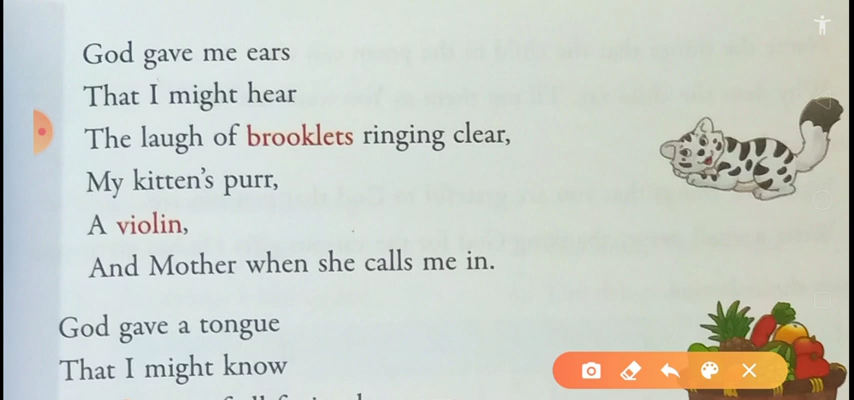 God gave me ears
That I might hear
The laugh of brooklets ringing clear,
My kitten's purr,
A violin,
And Mother when she calls me in.
God gave a tongue
That I might know